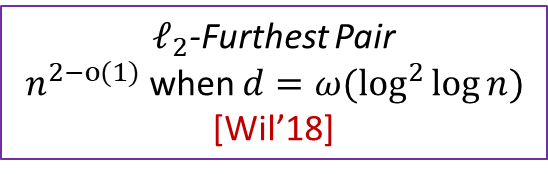 ℓ₂-Furthest Pair
n^{2−o(1)} when d = ω(log² log n)
[Wil'18]